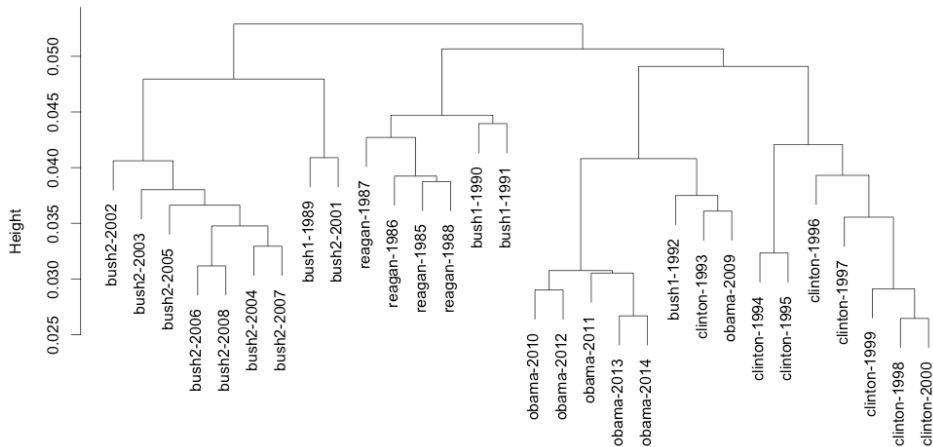 Height
0.050
0.045
0.040
0.035
0.030
0.025
bush2-2002
bush2-2003
bush2-2005
bush2-2006
bush2-2008
bush2-2004
bush2-2007
bush1-1989
bush2-2001
reagan-1987
reagan-1986
reagan-1985
reagan-1988
bush1-1990
bush1-1991
obama-2010
obama-2012
obama-2011
obama-2013
obama-2014
bush1-1992
clinton-1993
obama-2009
clinton-1994
clinton-1995
clinton-1996
clinton-1997
clinton-1999
clinton-1998
clinton-2000